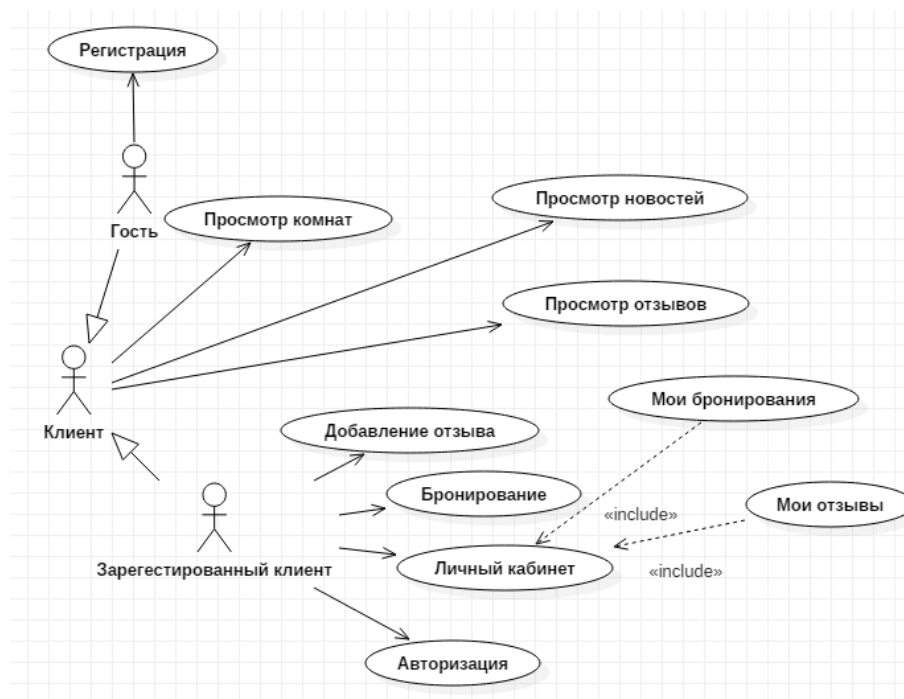 Регистрация
Гость
Просмотр комнат
Просмотр новостей
Просмотр отзывов
Клиент
Мои бронирования
Добавление отзыва
Бронирование
Мои отзывы
«include»
Зарегестированный клиент
Личный кабинет
«include»
Авторизация